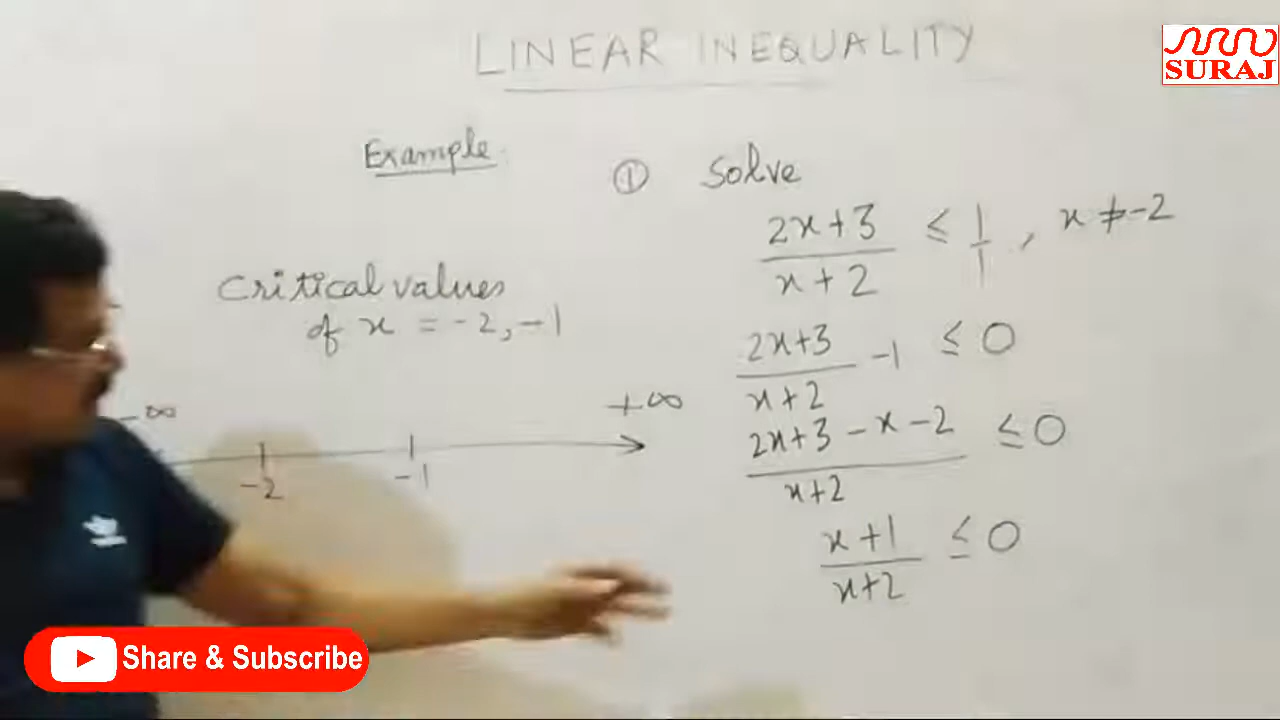 LINEAR INEQUALITY
SURAJ
Example
① Solve
2x+3 / x+2 ≤ 1/1 , x ≠ -2
Critical values
of x = -2, -1
2x+3 / x+2 - 1 ≤ 0
2x+3 - x - 2 / x+2 ≤ 0
x+1 / x+2 ≤ 0
-∞ +∞
-2 -1
Share & Subscribe